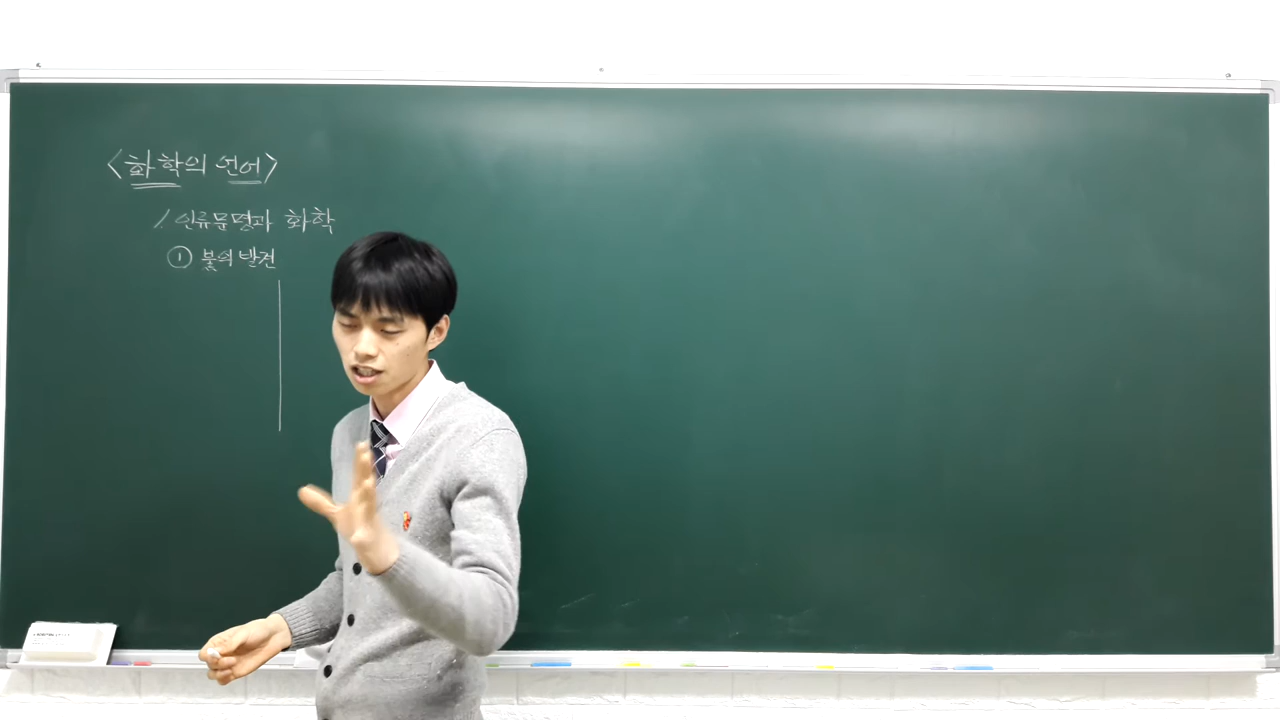 <화학의 언어>
1. 인류문명과 화학
① 불의 발견